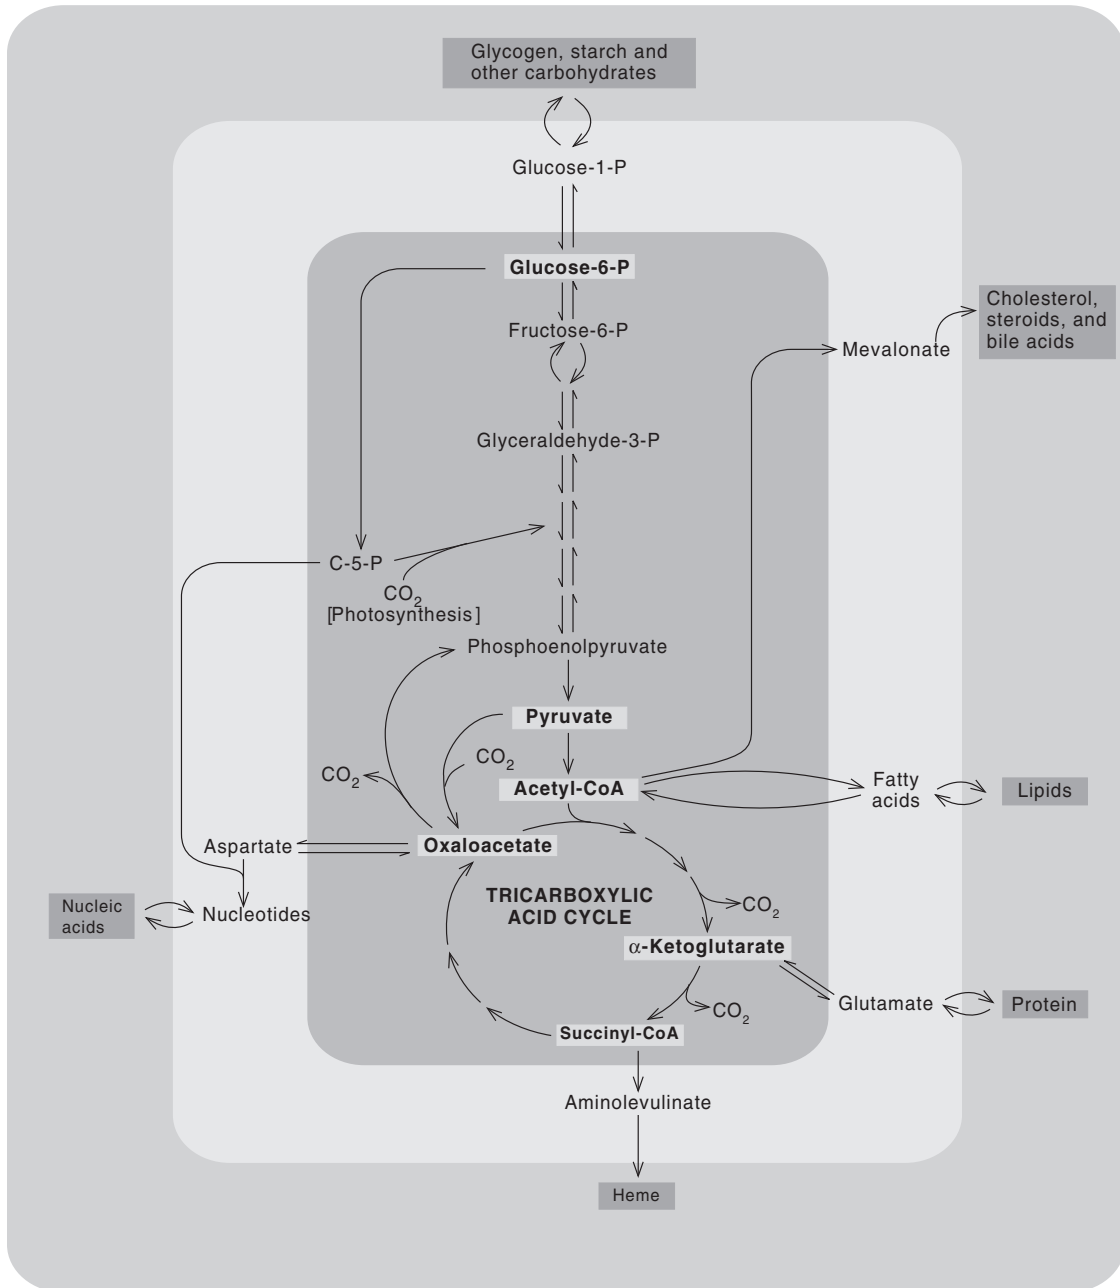 Glycogen, starch and
other carbohydrates
Glucose-1-P
Glucose-6-P
Fructose-6-P
Cholesterol,
steroids, and
bile acids
Mevalonate
Glyceraldehyde-3-P
C-5-P
CO2
[Photosynthesis]
Phosphoenolpyruvate
Pyruvate
CO2
CO2
Acetyl-CoA
Fatty
acids
Lipids
Aspartate
Oxaloacetate
TRICARBOXYLIC
ACID CYCLE
CO2
Nucleic
acids
Nucleotides
α-Ketoglutarate
Glutamate
Protein
CO2
Succinyl-CoA
Aminolevulinate
Heme